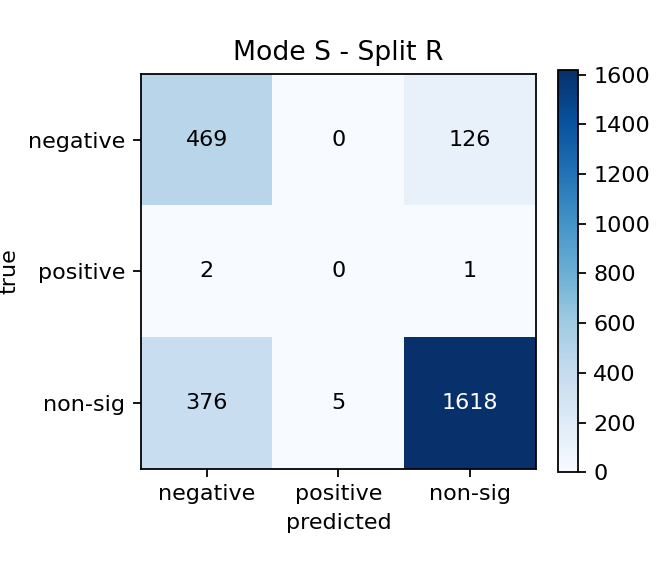 Mode S - Split R
negative 469 0 126
positive 2 0 1
non-sig 376 5 1618
negative positive non-sig
predicted
true
1600
1400
1200
1000
800
600
400
200
0